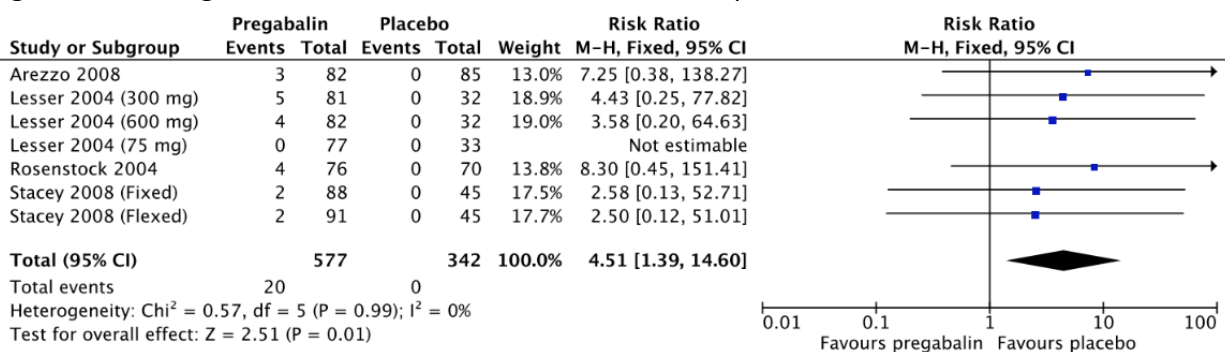 Pregabalin Placebo Risk Ratio Risk Ratio
Study or Subgroup Events Total Events Total Weight M-H, Fixed, 95% CI M-H, Fixed, 95% CI
Arezzo 2008 3 82 0 85 13.0% 7.25 [0.38, 138.27]
Lesser 2004 (300 mg) 5 81 0 32 18.9% 4.43 [0.25, 77.82]
Lesser 2004 (600 mg) 4 82 0 32 19.0% 3.58 [0.20, 64.63]
Lesser 2004 (75 mg) 0 77 0 33 Not estimable
Rosenstock 2004 4 76 0 70 13.8% 8.30 [0.45, 151.41]
Stacey 2008 (Fixed) 2 88 0 45 17.5% 2.58 [0.13, 52.71]
Stacey 2008 (Flexed) 2 91 0 45 17.7% 2.50 [0.12, 51.01]
Total (95% CI) 577 342 100.0% 4.51 [1.39, 14.60]
Total events 20 0
Heterogeneity: Chi² = 0.57, df = 5 (P = 0.99); I² = 0%
Test for overall effect: Z = 2.51 (P = 0.01)
0.01 0.1 1 10 100
Favours pregabalin Favours placebo